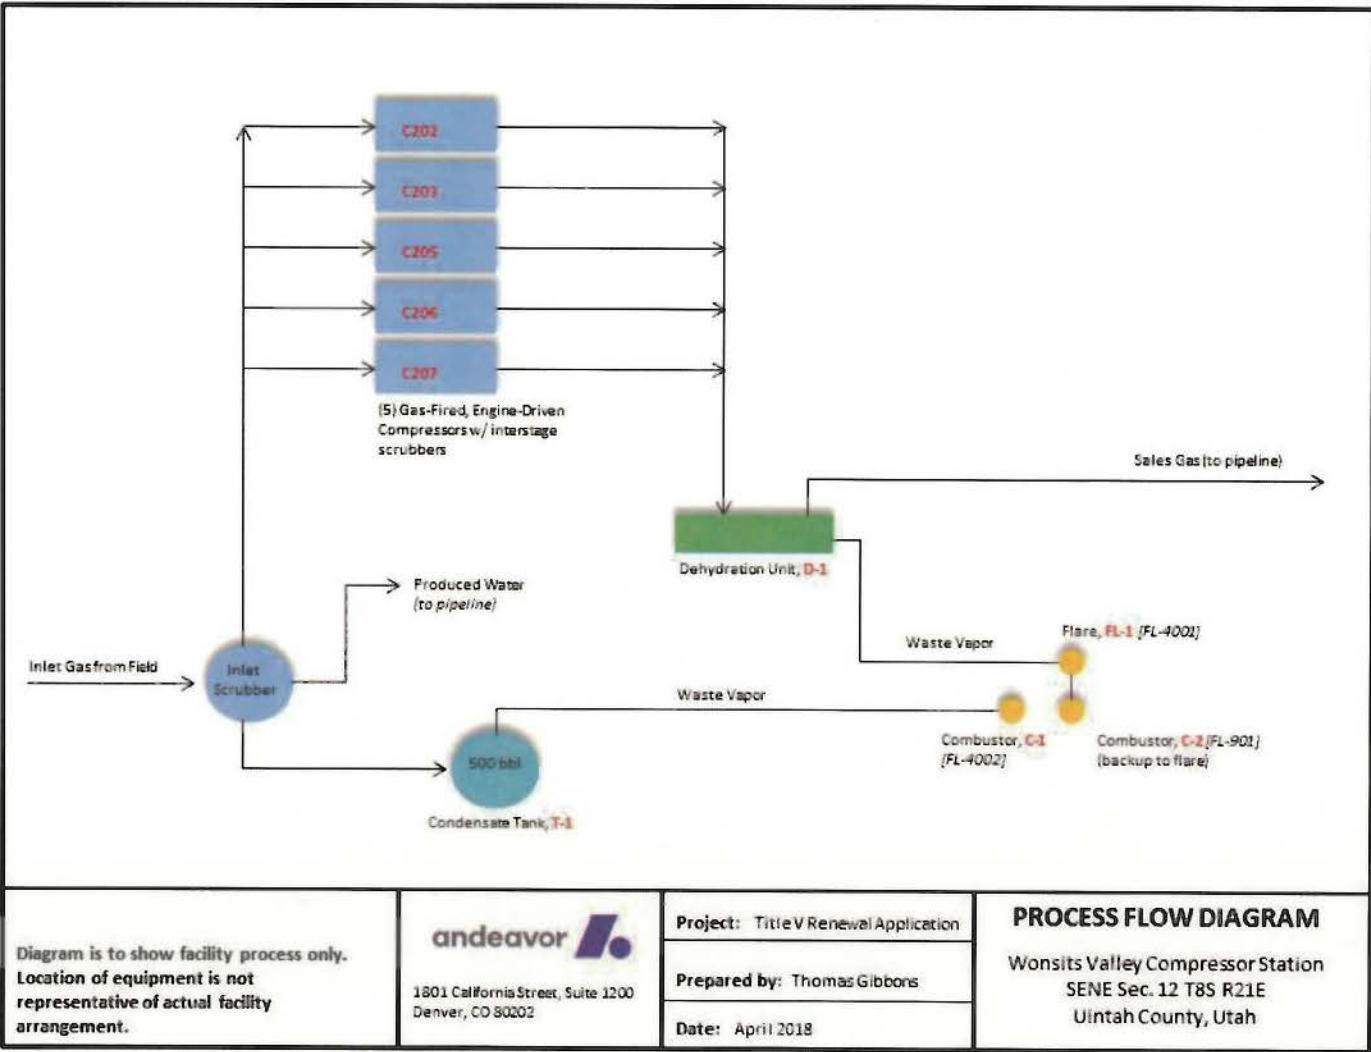 C202
C203
C205
C206
C207
(5) Gas-Fired, Engine-Driven
Compressors w/ interstage
scrubbers
Sales Gas (to pipeline)
Dehydration Unit, D-1
Produced Water
(to pipeline)
Inlet Gas from Field
Inlet
Scrubber
Waste Vapor
Flare, FL-1 [FL-4001]
Waste Vapor
Combustor, C-1
[FL-4002]
Combustor, C-2 [FL-901]
(backup to flare)
500 bbl
Condensate Tank, T-1
Diagram is to show facility process only.
Location of equipment is not
representative of actual facility
arrangement.
andeavor
1801 California Street, Suite 1200
Denver, CO 80202
Project: Title V Renewal Application
Prepared by: Thomas Gibbons
Date: April 2018
PROCESS FLOW DIAGRAM
Wonsits Valley Compressor Station
SENE Sec. 12 T8S R21E
Uintah County, Utah